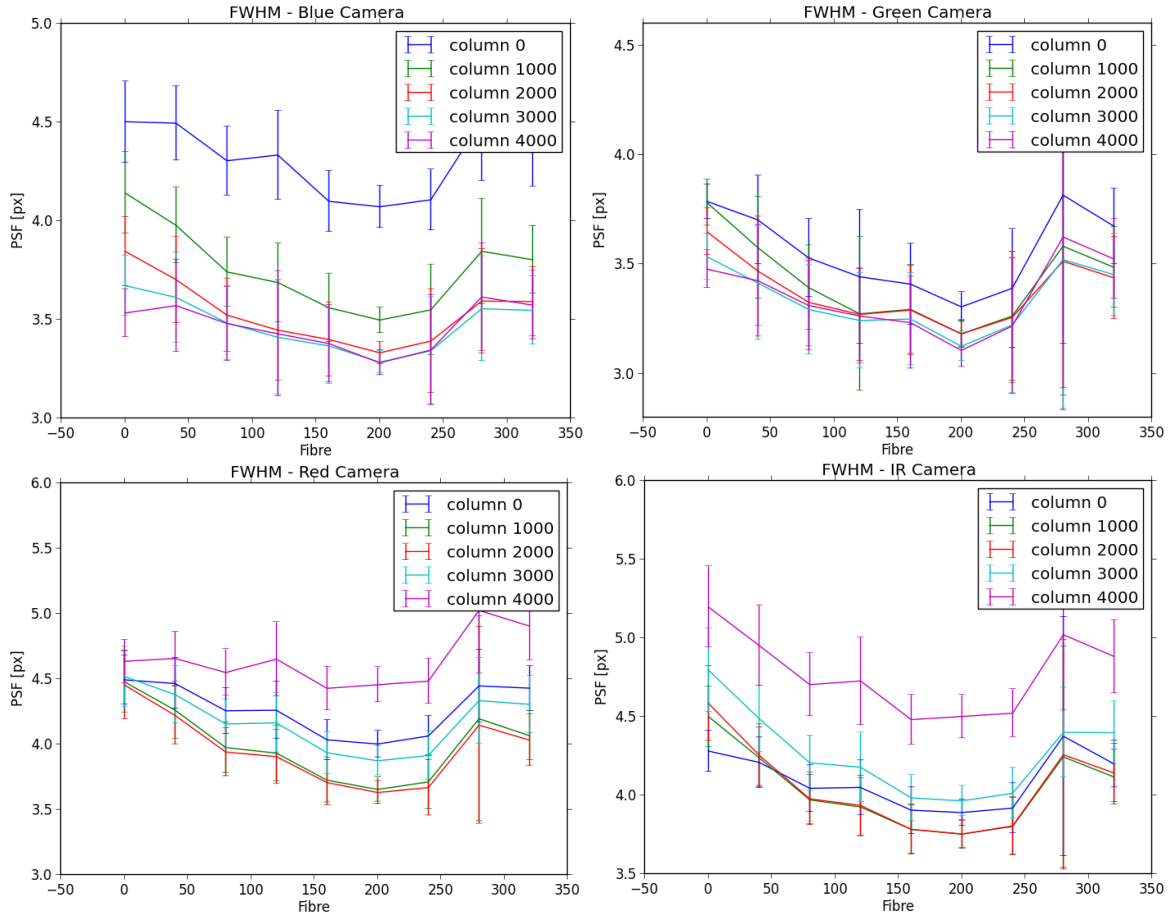 FWHM - Blue Camera
5.0
4.5
4.0
3.5
3.0
PSF [px]
column 0
column 1000
column 2000
column 3000
column 4000
−50
0
50
100
150
200
250
300
350
Fibre
FWHM - Green Camera
4.5
4.0
3.5
3.0
PSF [px]
column 0
column 1000
column 2000
column 3000
column 4000
−50
0
50
100
150
200
250
300
350
Fibre
FWHM - Red Camera
6.0
5.5
5.0
4.5
4.0
3.5
3.0
PSF [px]
column 0
column 1000
column 2000
column 3000
column 4000
−50
0
50
100
150
200
250
300
350
Fibre
FWHM - IR Camera
6.0
5.5
5.0
4.5
4.0
3.5
PSF [px]
column 0
column 1000
column 2000
column 3000
column 4000
−50
0
50
100
150
200
250
300
350
Fibre